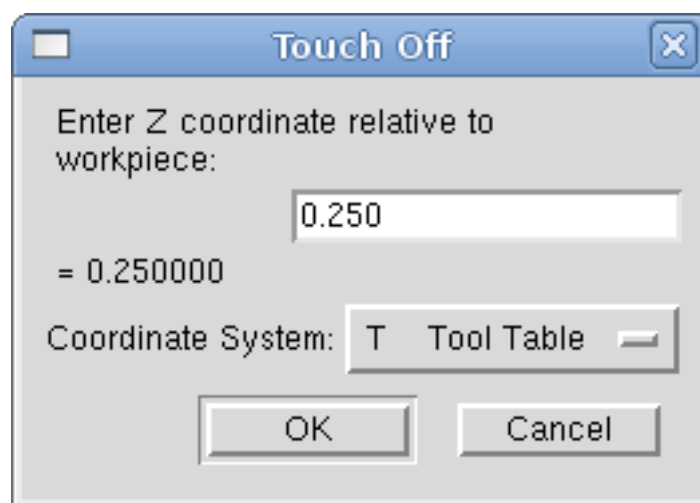 Touch Off
Enter Z coordinate relative to
workpiece:
0.250
= 0.250000
Coordinate System: T Tool Table
OK Cancel